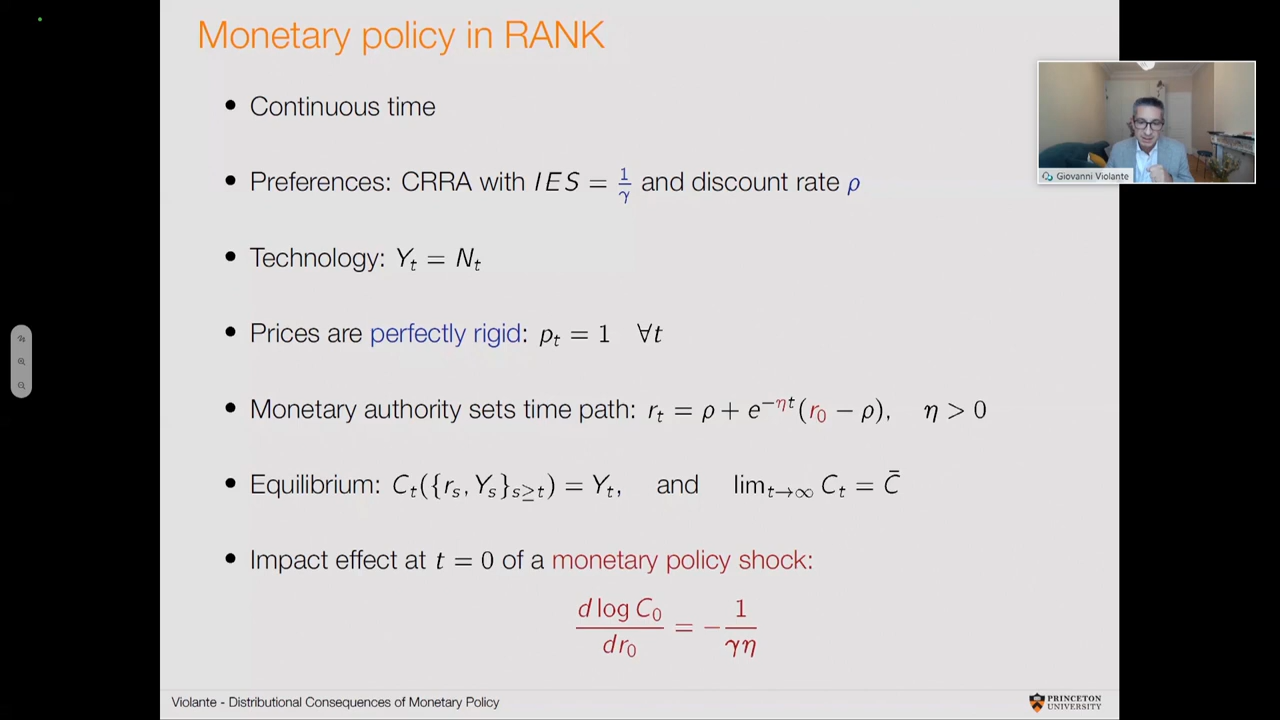 Monetary policy in RANK
• Continuous time
• Preferences: CRRA with IES = 1/γ and discount rate ρ
• Technology: Y_t = N_t
• Prices are perfectly rigid: p_t = 1 ∀t
• Monetary authority sets time path: r_t = ρ + e^{−ηt}(r_0 − ρ), η > 0
• Equilibrium: C_t({r_s, Y_s}_{s≥t}) = Y_t, and lim_{t→∞} C_t = C̄
• Impact effect at t = 0 of a monetary policy shock:
d log C_0 / dr_0 = − 1/γη
Violante - Distributional Consequences of Monetary Policy
PRINCETON
UNIVERSITY
Giovanni Violante